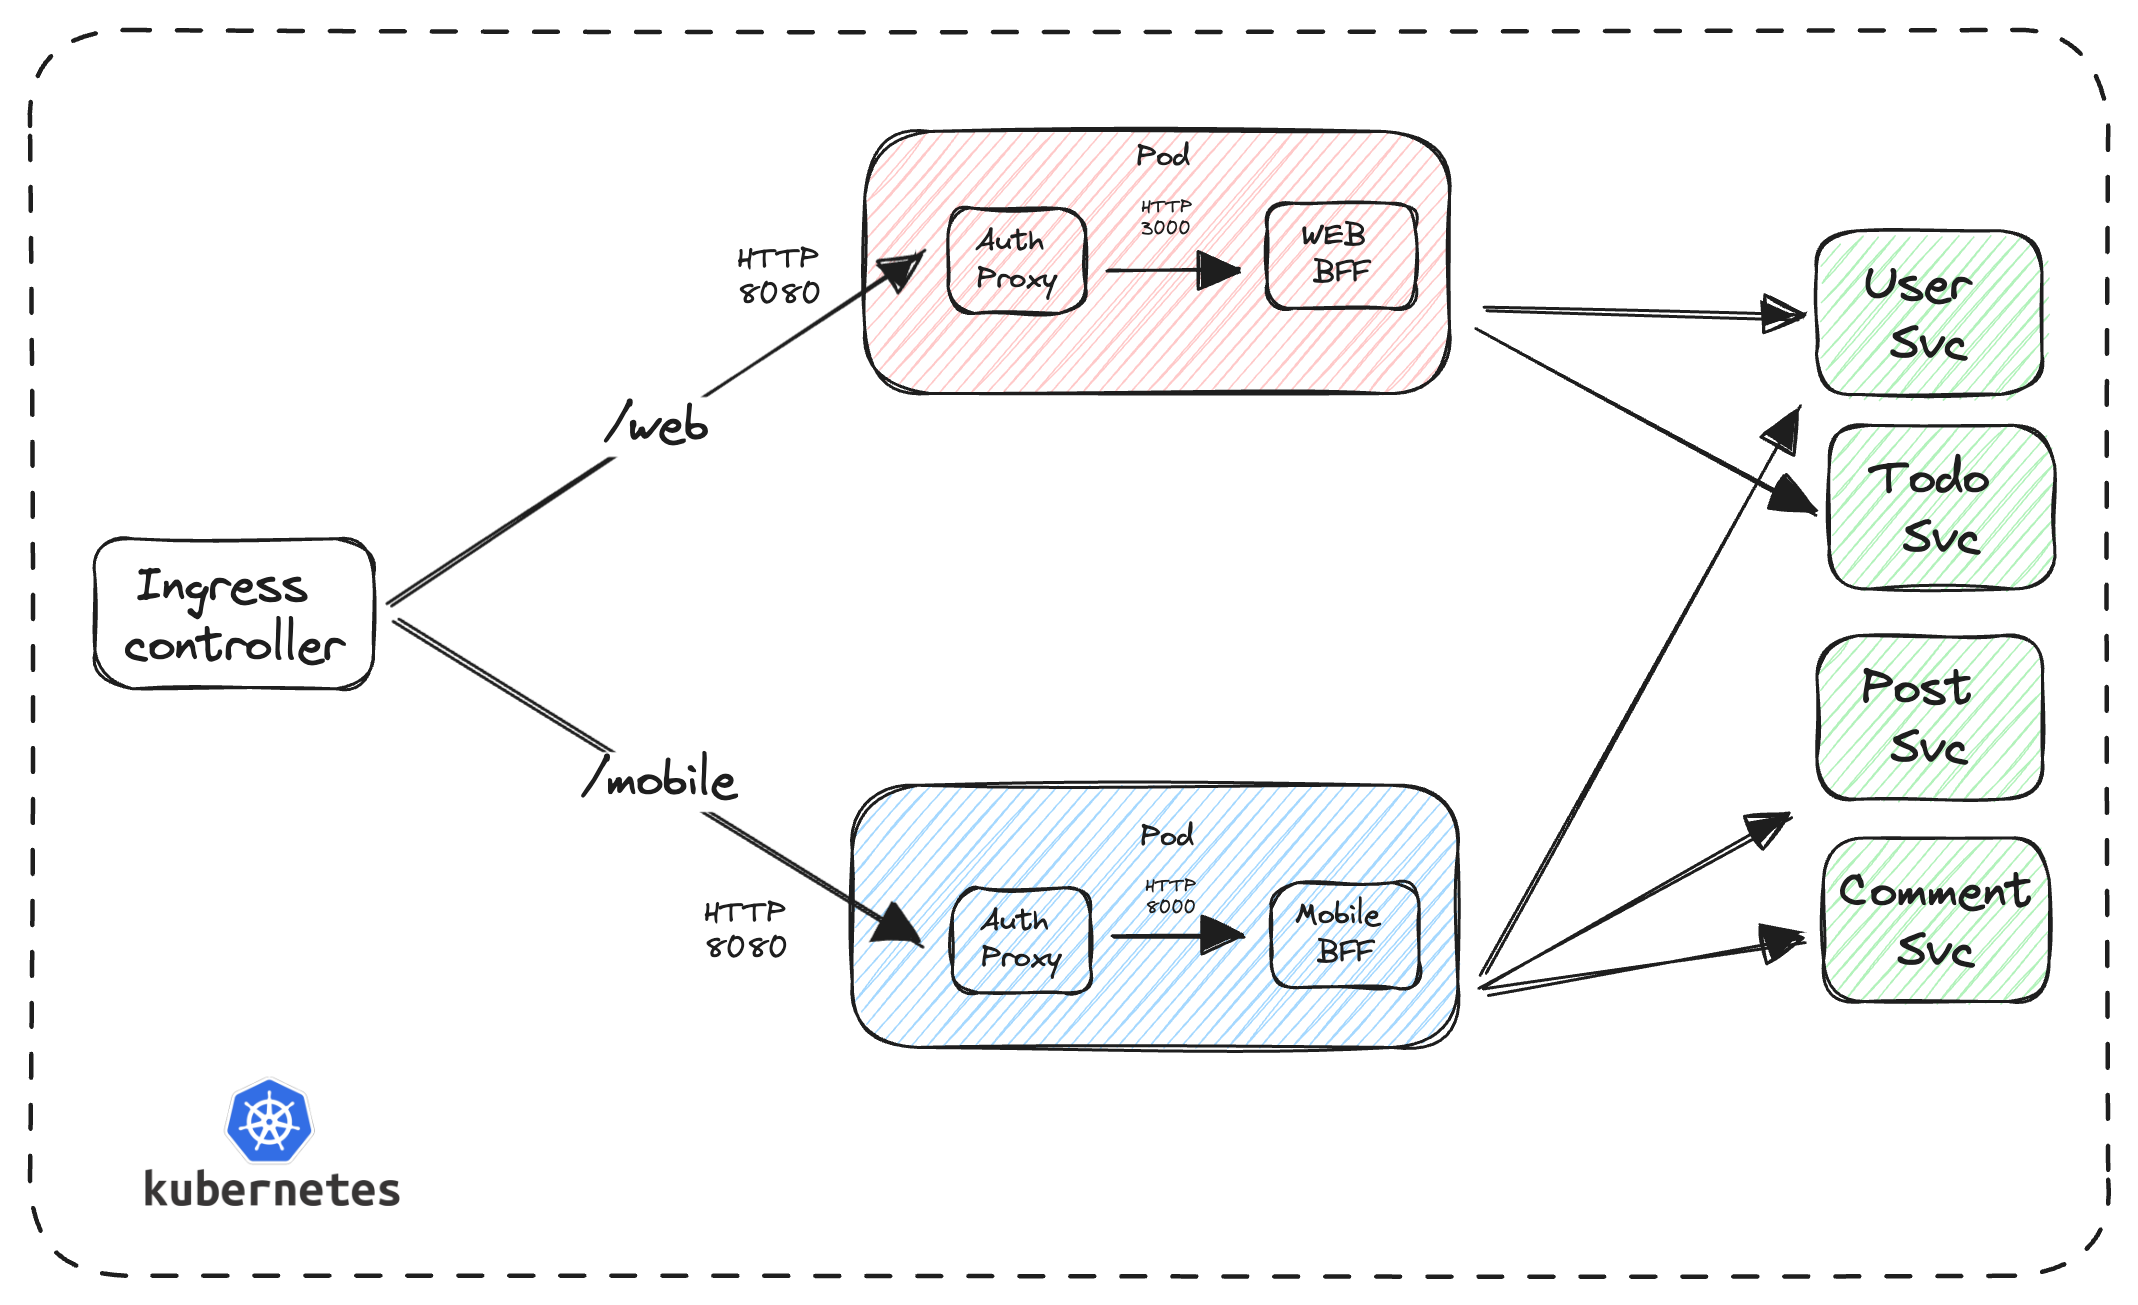 Pod
HTTP
3000
Auth
Proxy
WEB
BFF
HTTP
8080
/web
User
Svc
Todo
Svc
Ingress
controller
Post
Svc
/mobile
Pod
HTTP
8000
Auth
Proxy
Mobile
BFF
HTTP
8080
Comment
Svc
kubernetes